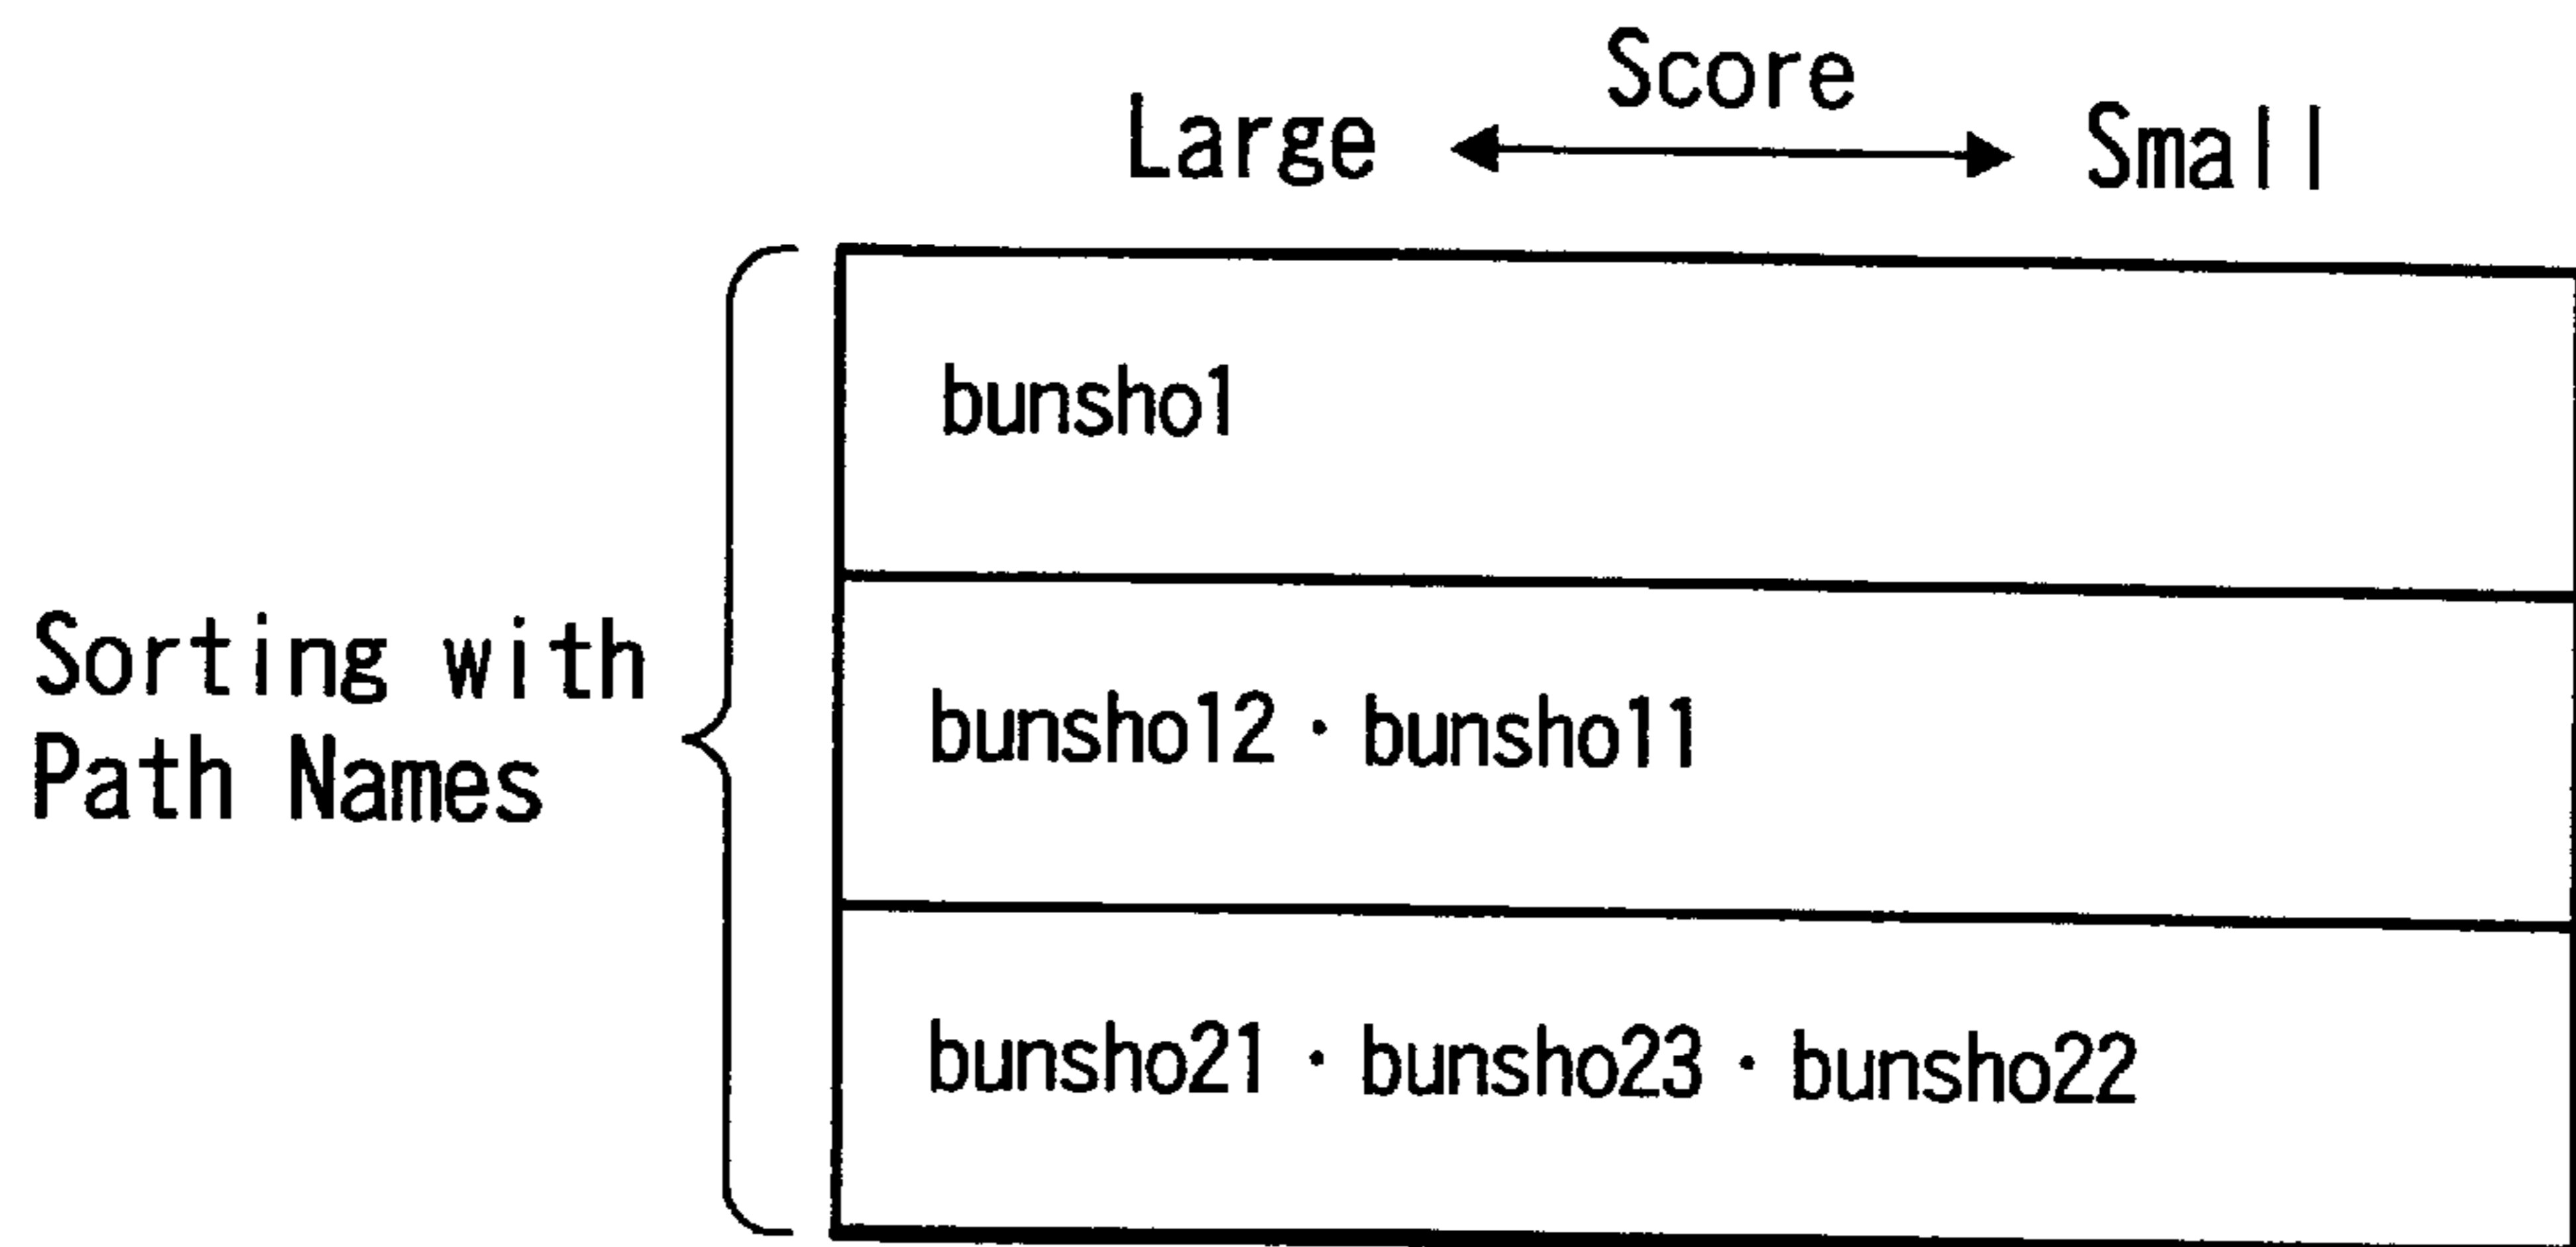 Score
Large Small
bunsho1
Sorting with
Path Names
bunsho12 · bunsho11
bunsho21 · bunsho23 · bunsho22